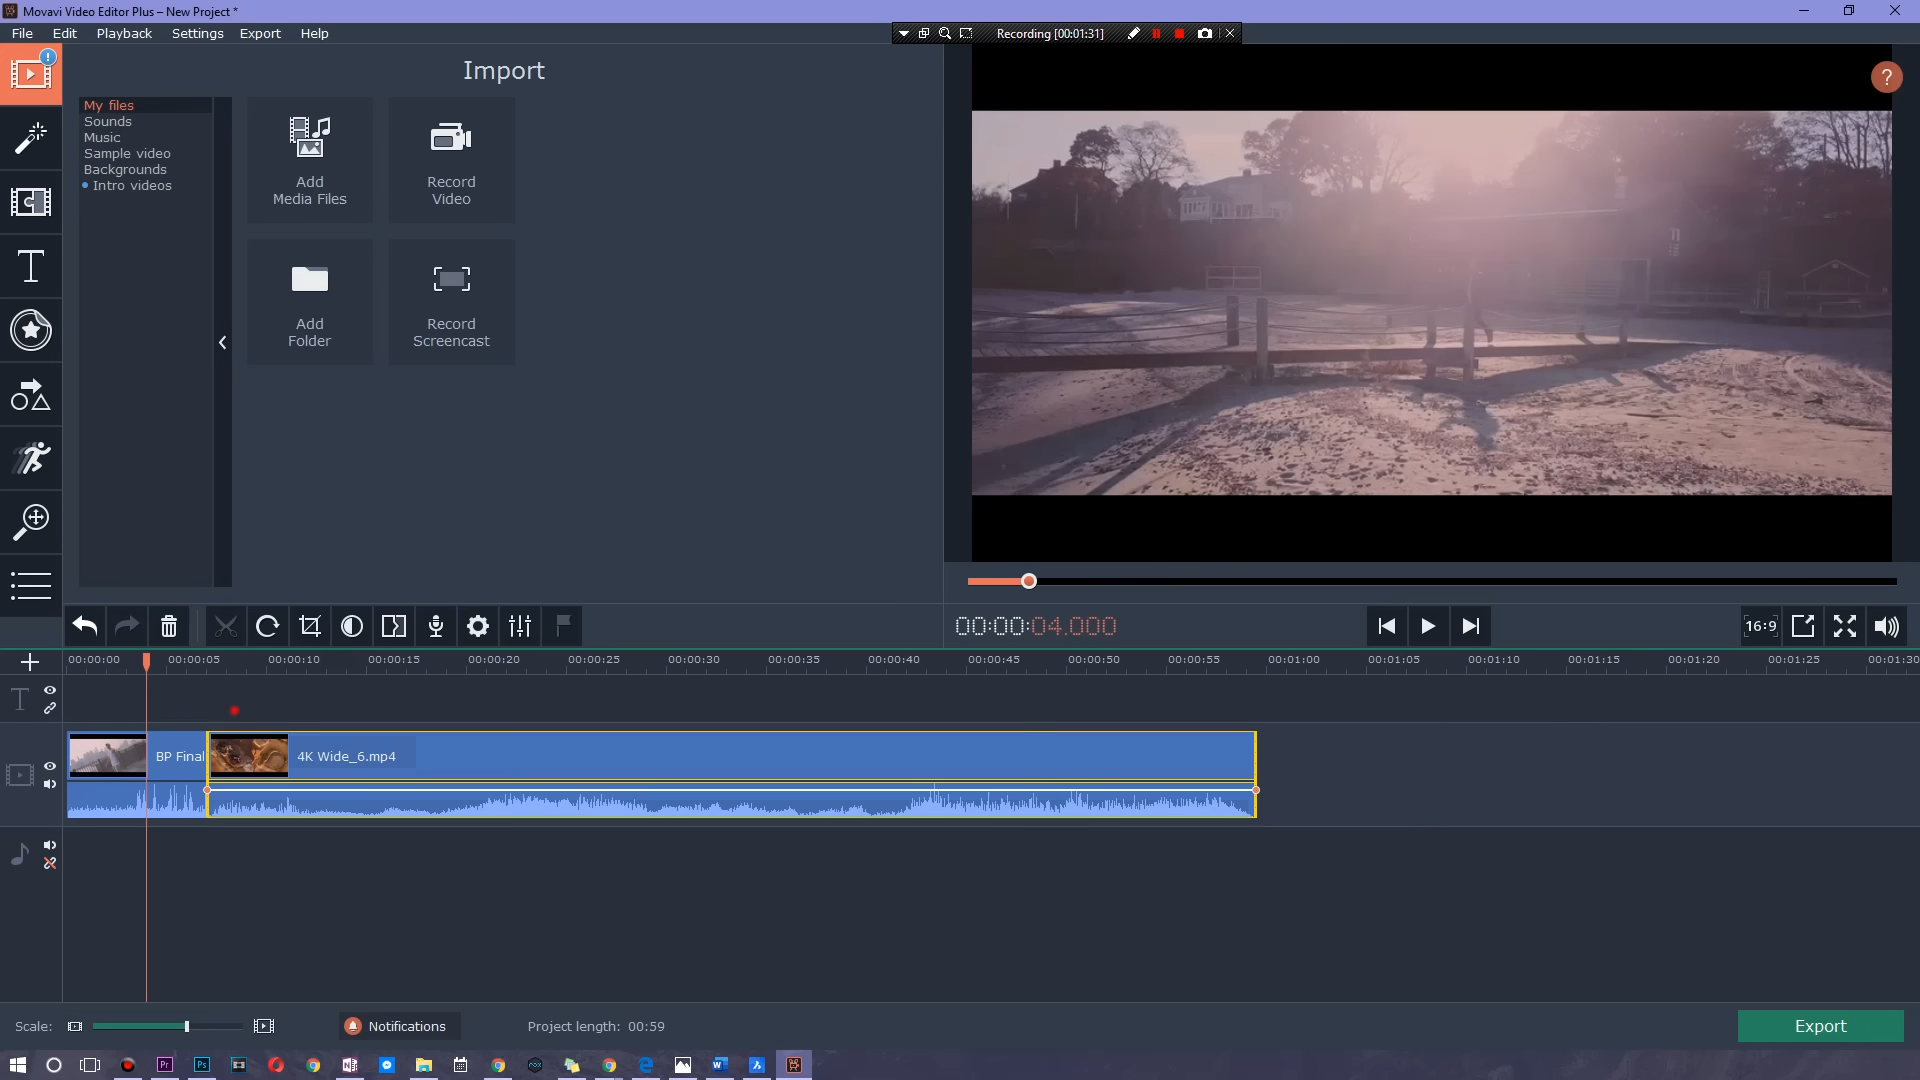 Movavi Video Editor Plus – New Project *
File Edit Playback Settings Export Help
Recording [00:01:31]
Import
My files
Sounds
Music
Sample video
Backgrounds
Intro videos
Add
Media Files
Record
Video
Add
Folder
Record
Screencast
?
00:00:04.000
16:9
00:00:00 00:00:05 00:00:10 00:00:15 00:00:20 00:00:25 00:00:30 00:00:35 00:00:40 00:00:45 00:00:50 00:00:55 00:01:00 00:01:05 00:01:10 00:01:15 00:01:20 00:01:25 00:01:30
BP Final
4K Wide_6.mp4
Scale:
Notifications
Project length: 00:59
Export
Pr Ps